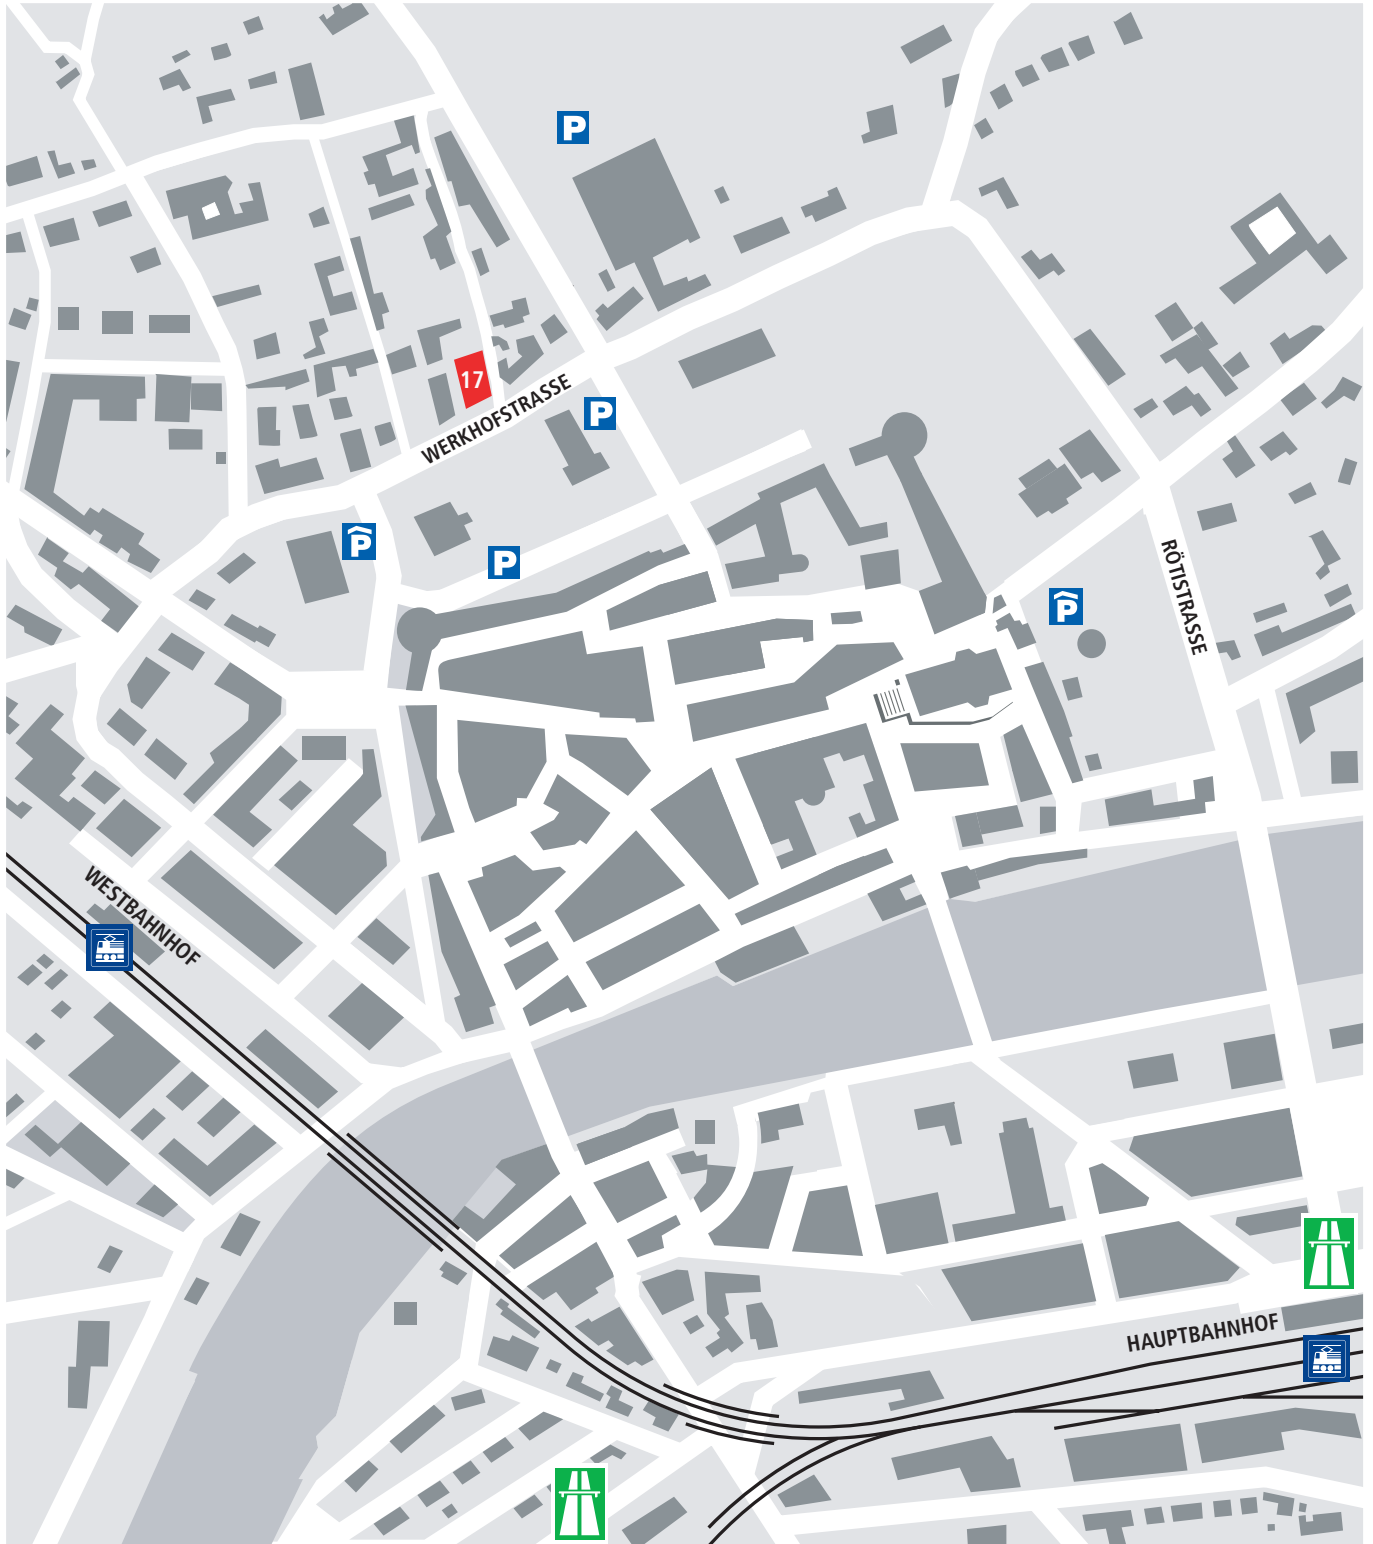 P
17
WERKHOFSTRASSE
P
P
P
RÖTISTRASSE
P
WESTBAHNHOF
HAUPTBAHNHOF